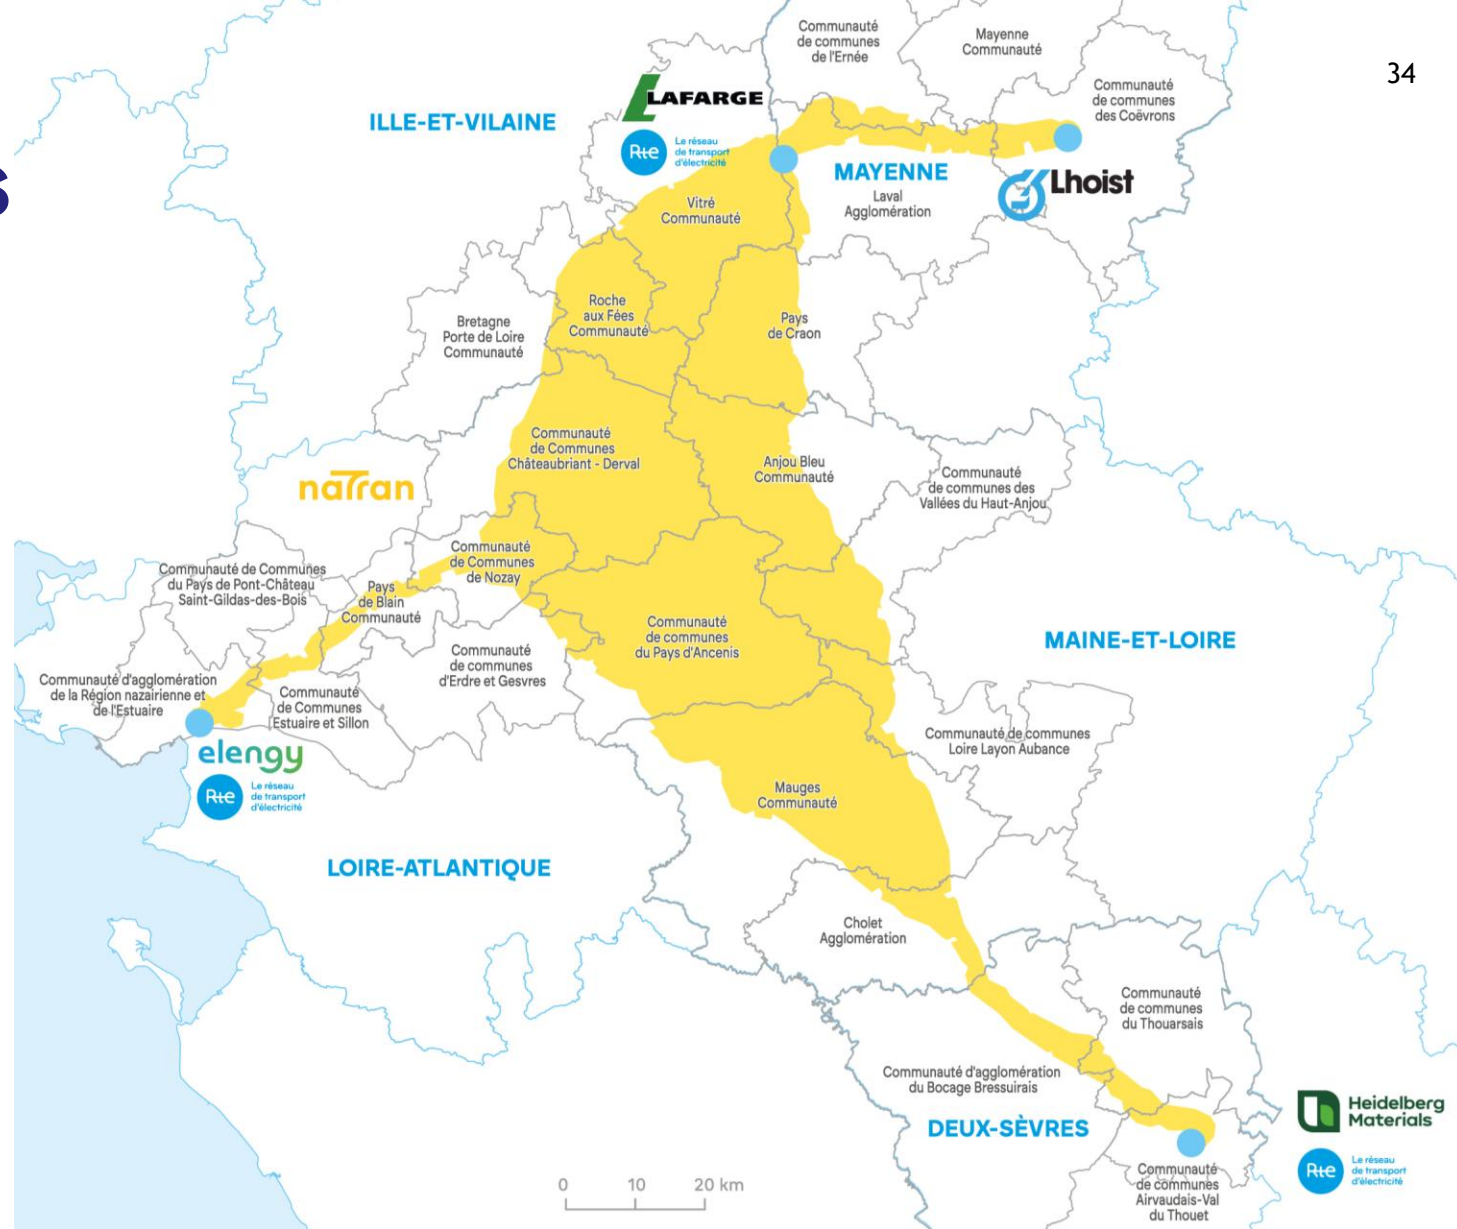 34
s
Communauté
de communes
de l'Ernée
Mayenne
Communauté
Communauté
de communes
des Coëvrons
LAFARGE
ILLE-ET-VILAINE
Rte
Le réseau
de transport
d'électricité
MAYENNE
Laval
Agglomération
Lhoist
Vitré
Communauté
Roche
aux Fées
Communauté
Pays
de Craon
Bretagne
Porte de Loire
Communauté
Communauté
de Communes
Châteaubriant - Derval
Anjou Bleu
Communauté
Communauté
de communes des
Vallées du Haut-Anjou
naTran
Communauté
de Communes
de Nozay
Communauté de Communes
du Pays de Pont-Château
Saint-Gildas-des-Bois
Pays
de Blain
Communauté
Communauté
de communes
du Pays d'Ancenis
MAINE-ET-LOIRE
Communauté
de communes
d'Erdre et Gesvres
Communauté d'agglomération
de la Région nazairienne et
de l'Estuaire
Communauté
de Communes
Estuaire et Sillon
elengy
Rte
Le réseau
de transport
d'électricité
Communauté de communes
Loire Layon Aubance
Mauges
Communauté
LOIRE-ATLANTIQUE
Cholet
Agglomération
Communauté
de communes
du Thouarsais
Communauté d'agglomération
du Bocage Bressuirais
DEUX-SÈVRES
Heidelberg
Materials
Rte
Le réseau
de transport
d'électricité
Communauté
de communes
Airvaudais-Val
du Thouet
0 10 20 km